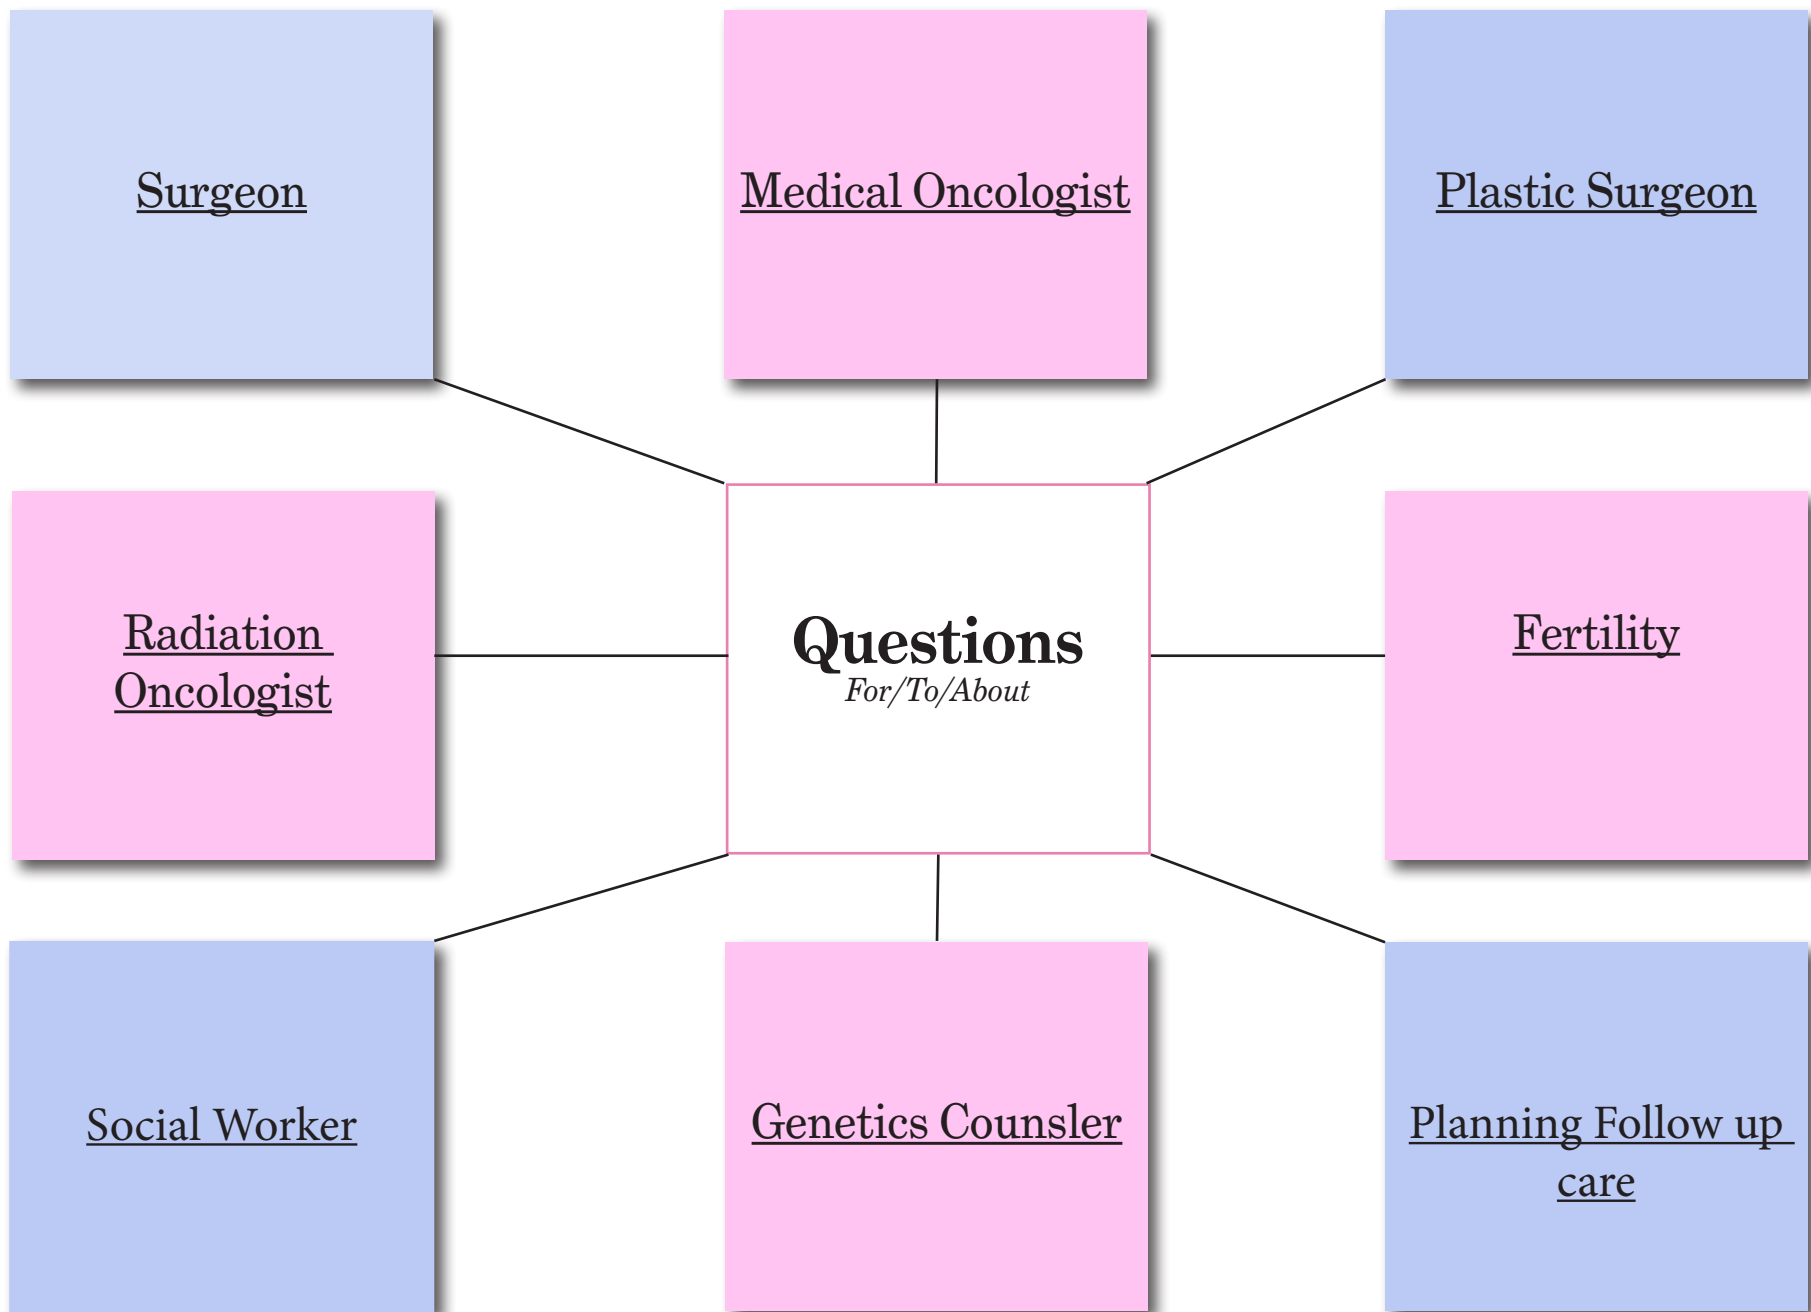 Surgeon
Medical Oncologist
Plastic Surgeon
Radiation
Oncologist
Questions
For/To/About
Fertility
Social Worker
Genetics Counsler
Planning Follow up
care